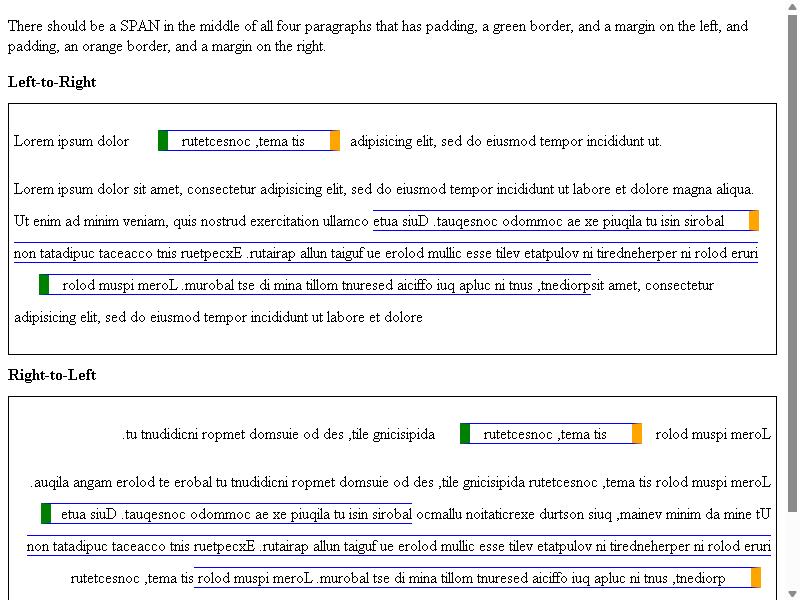 There should be a SPAN in the middle of all four paragraphs that has padding, a green border, and a margin on the left, and
padding, an orange border, and a margin on the right.
Left-to-Right
Lorem ipsum dolor rutetcesnoc ,tema tis adipisicing elit, sed do eiusmod tempor incididunt ut.
Lorem ipsum dolor sit amet, consectetur adipisicing elit, sed do eiusmod tempor incididunt ut labore et dolore magna aliqua.
Ut enim ad minim veniam, quis nostrud exercitation ullamco etua siuD .tauqesnoc odommoc ae xe piuqila tu isin sirobal
non tatadipuc taceacco tnis ruetpecxE .rutairap allun taiguf ue erolod mullic esse tilev etatpulov ni tiredneherper ni rolod eruri
rolod muspi meroL .murobal tse di mina tillom tnuresed aiciffo iuq apluc ni tnus ,tnediorpsit amet, consectetur
adipisicing elit, sed do eiusmod tempor incididunt ut labore et dolore
Right-to-Left
.tu tnudidicni ropmet domsuie od des ,tile gnicisipida rutetcesnoc ,tema tis rolod muspi meroL
.auqila angam erolod te erobal tu tnudidicni ropmet domsuie od des ,tile gnicisipida rutetcesnoc ,tema tis rolod muspi meroL
etua siuD .tauqesnoc odommoc ae xe piuqila tu isin sirobal ocmallu noitaticrexe durtson siuq ,mainev minim da mine tU
non tatadipuc taceacco tnis ruetpecxE .rutairap allun taiguf ue erolod mullic esse tilev etatpulov ni tiredneherper ni rolod eruri
rutetcesnoc ,tema tis rolod muspi meroL .murobal tse di mina tillom tnuresed aiciffo iuq apluc ni tnus ,tnediorp